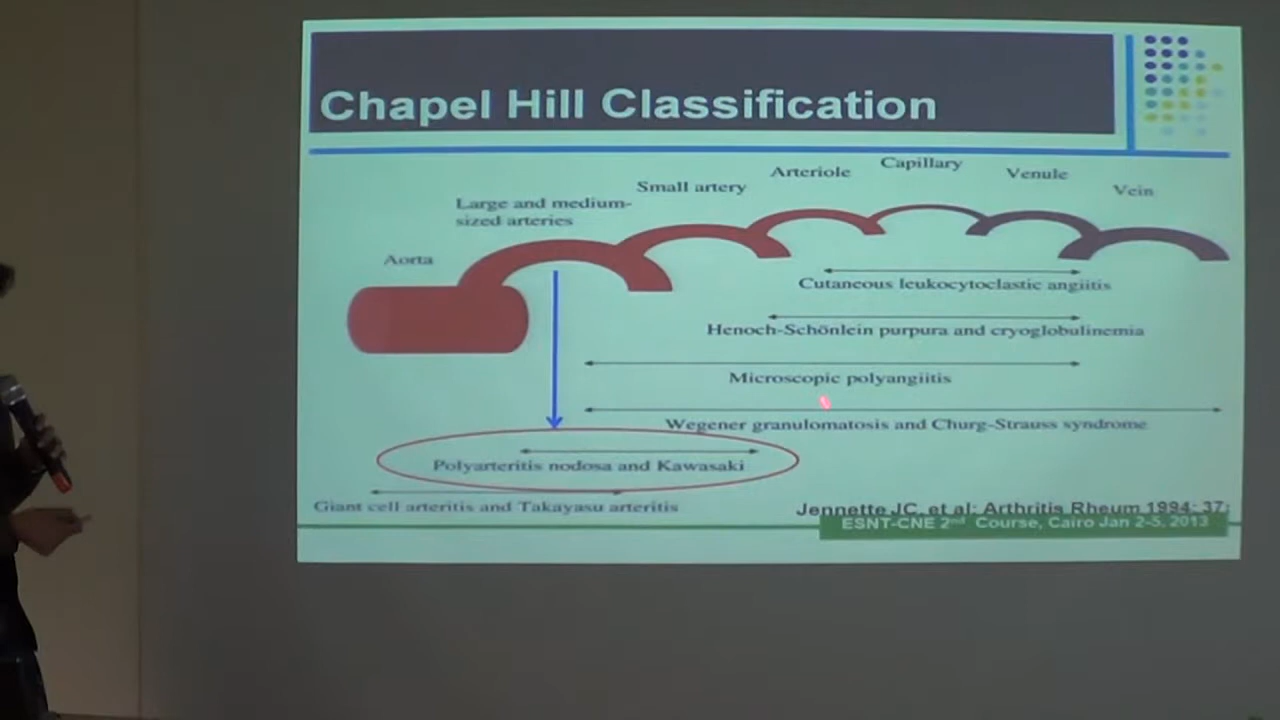 Chapel Hill Classification
Capillary
Arteriole
Venule
Small artery
Vein
Large and medium-
sized arteries
Aorta
Cutaneous leukocytoclastic angiitis
Henoch-Schönlein purpura and cryoglobulinemia
Microscopic polyangiitis
Wegener granulomatosis and Churg-Strauss syndrome
Polyarteritis nodosa and Kawasaki
Giant cell arteritis and Takayasu arteritis
Jennette JC, et al: Arthritis Rheum 1994; 37:
ESNT-CNE 2nd Course, Cairo Jan 2-5, 2013